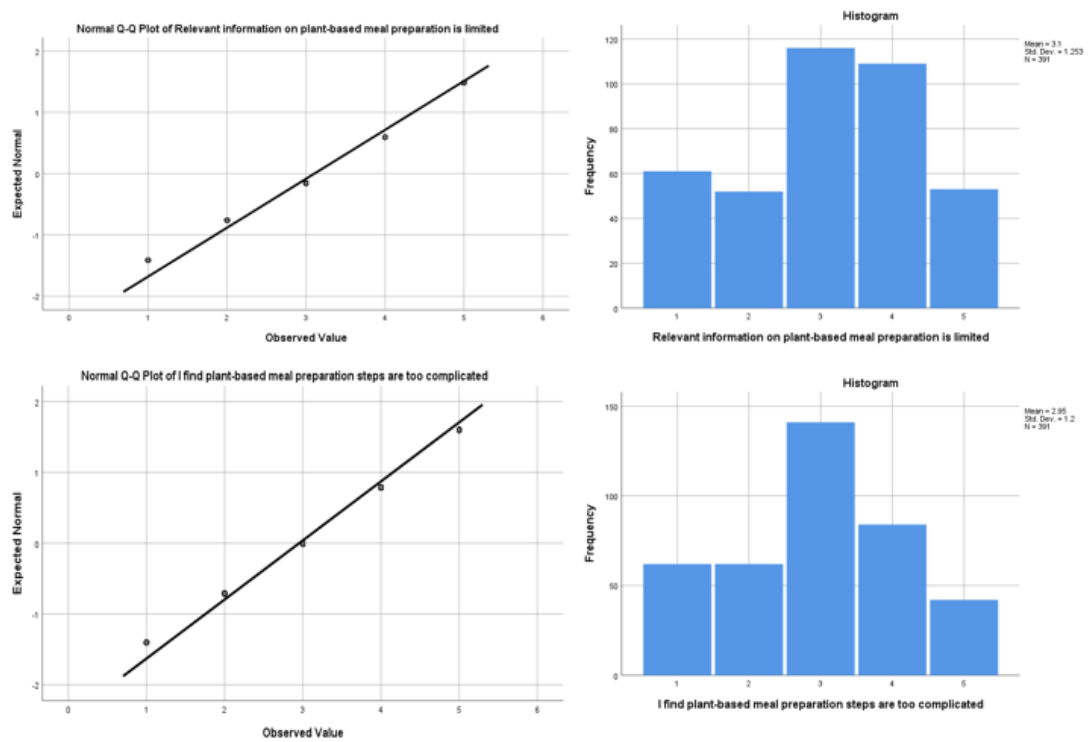 Normal Q-Q Plot of Relevant information on plant-based meal preparation is limited
2
1
0
-1
-2
Expected Normal
0 1 2 3 4 5 6
Observed Value
Histogram
Mean = 3.1
Std. Dev. = 1.253
N = 391
120
100
80
60
40
20
0
Frequency
1 2 3 4 5
Relevant information on plant-based meal preparation is limited
Normal Q-Q Plot of I find plant-based meal preparation steps are too complicated
2
1
0
-1
-2
Expected Normal
0 1 2 3 4 5 6
Observed Value
Histogram
Mean = 2.95
Std. Dev. = 1.2
N = 391
150
100
50
0
Frequency
1 2 3 4 5
I find plant-based meal preparation steps are too complicated